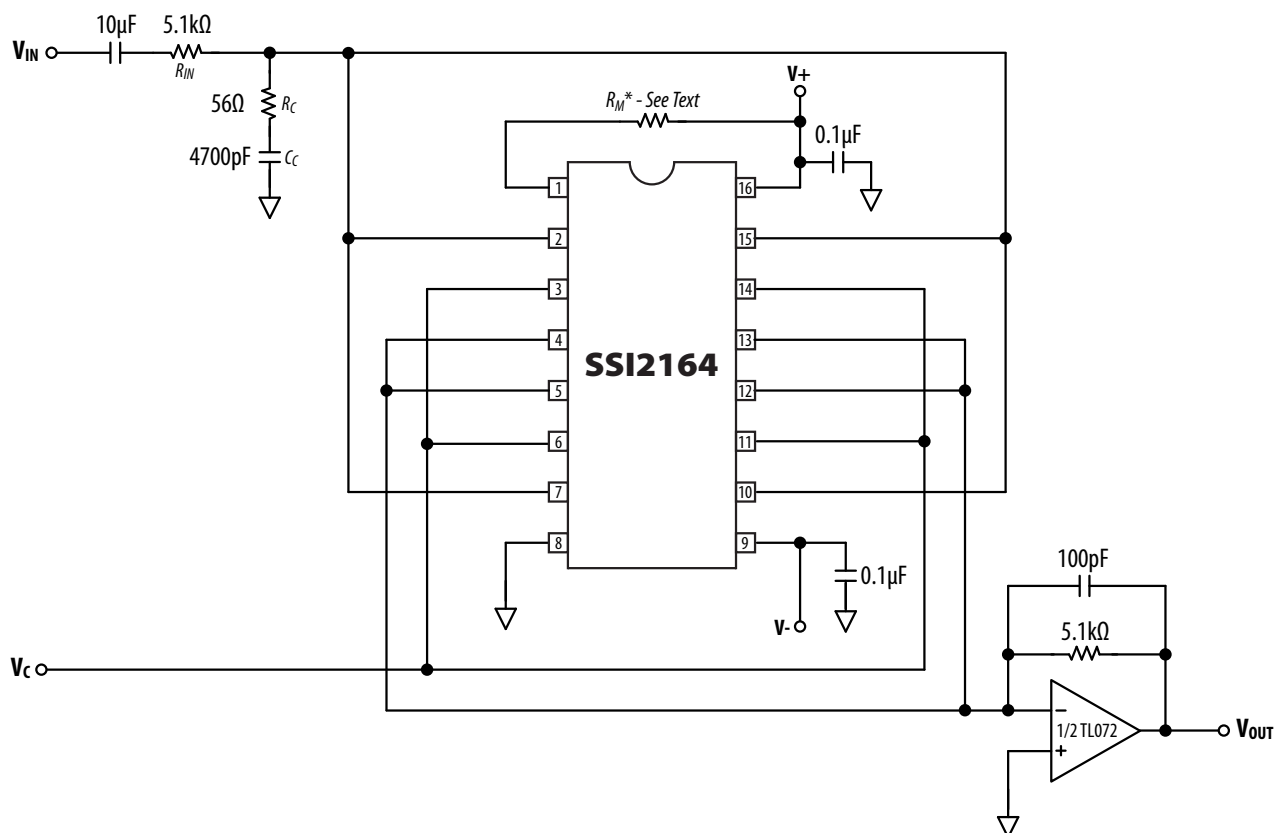 10µF
5.1kΩ
VIN
RIN
56Ω
RC
4700pF
CC
RM* - See Text
V+
0.1µF
1
16
2
15
3
14
4
13
SSI2164
5
12
6
11
7
10
8
9
0.1µF
V-
100pF
5.1kΩ
VC
−
1/2 TL072
+
VOUT